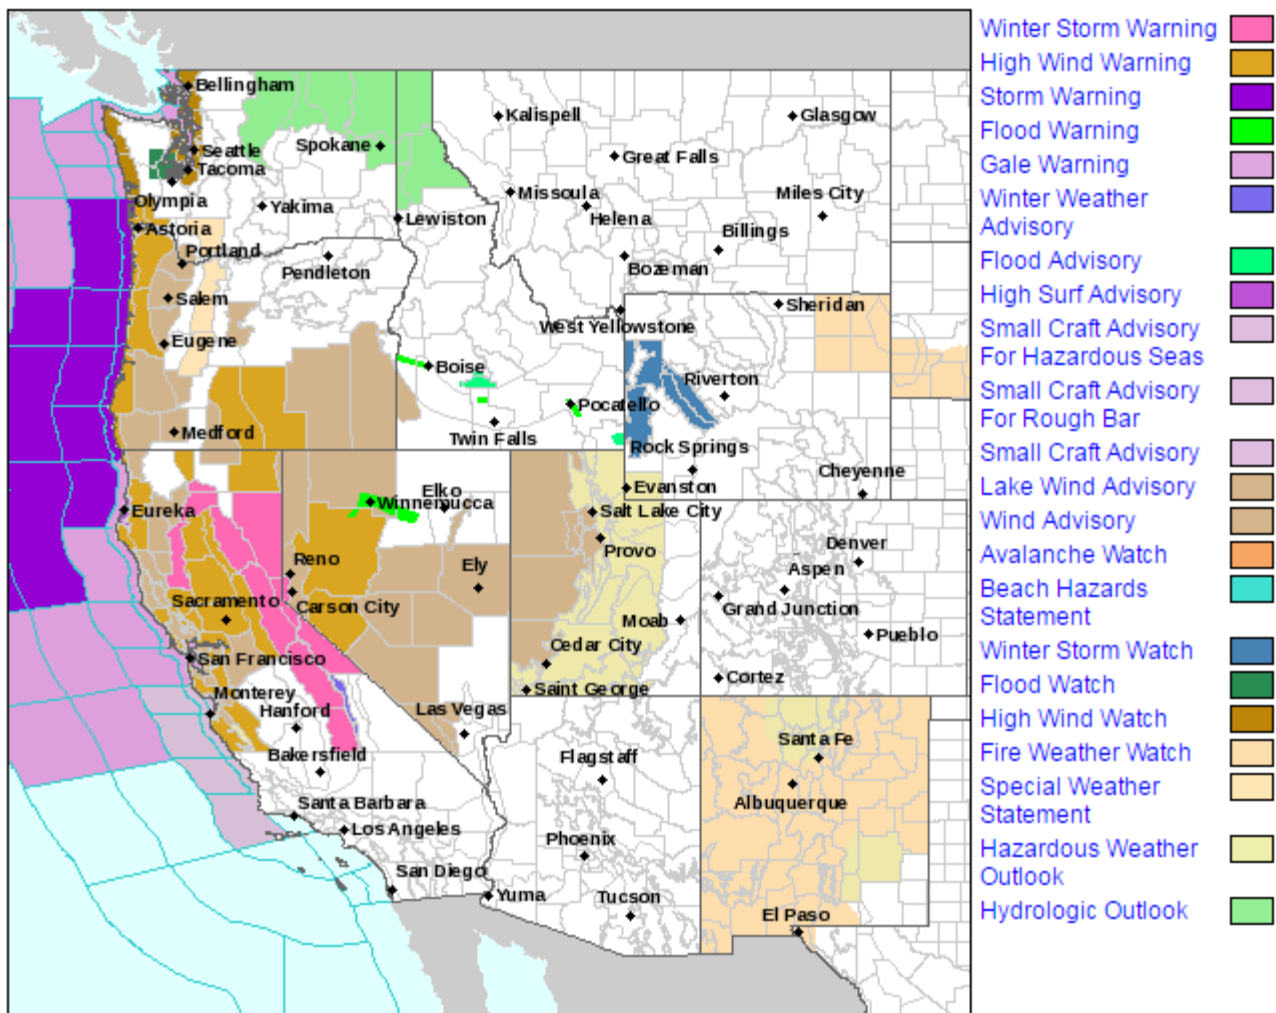 Winter Storm Warning
High Wind Warning
Storm Warning
Flood Warning
Gale Warning
Winter Weather
Advisory
Flood Advisory
High Surf Advisory
Small Craft Advisory
For Hazardous Seas
Small Craft Advisory
For Rough Bar
Small Craft Advisory
Lake Wind Advisory
Wind Advisory
Avalanche Watch
Beach Hazards
Statement
Winter Storm Watch
Flood Watch
High Wind Watch
Fire Weather Watch
Special Weather
Statement
Hazardous Weather
Outlook
Hydrologic Outlook
Bellingham
Kalispell
Glasgow
Seattle
Spokane
Great Falls
Tacoma
Missoula
Miles City
Olympia
Yakima
Lewiston
Helena
Astoria
Billings
Portland
Pendleton
Bozeman
Salem
Sheridan
West Yellowstone
Eugene
Boise
Riverton
Pocatello
Medford
Twin Falls
Rock Springs
Cheyenne
Elko
Evanston
Winnemucca
Eureka
Salt Lake City
Provo
Denver
Reno
Ely
Aspen
Sacramento
Carson City
Grand Junction
Moab
Pueblo
Cedar City
San Francisco
Cortez
Monterey
Saint George
Hanford
Las Vegas
Santa Fe
Bakersfield
Flagstaff
Albuquerque
Santa Barbara
Los Angeles
Phoenix
San Diego
Yuma
Tucson
El Paso